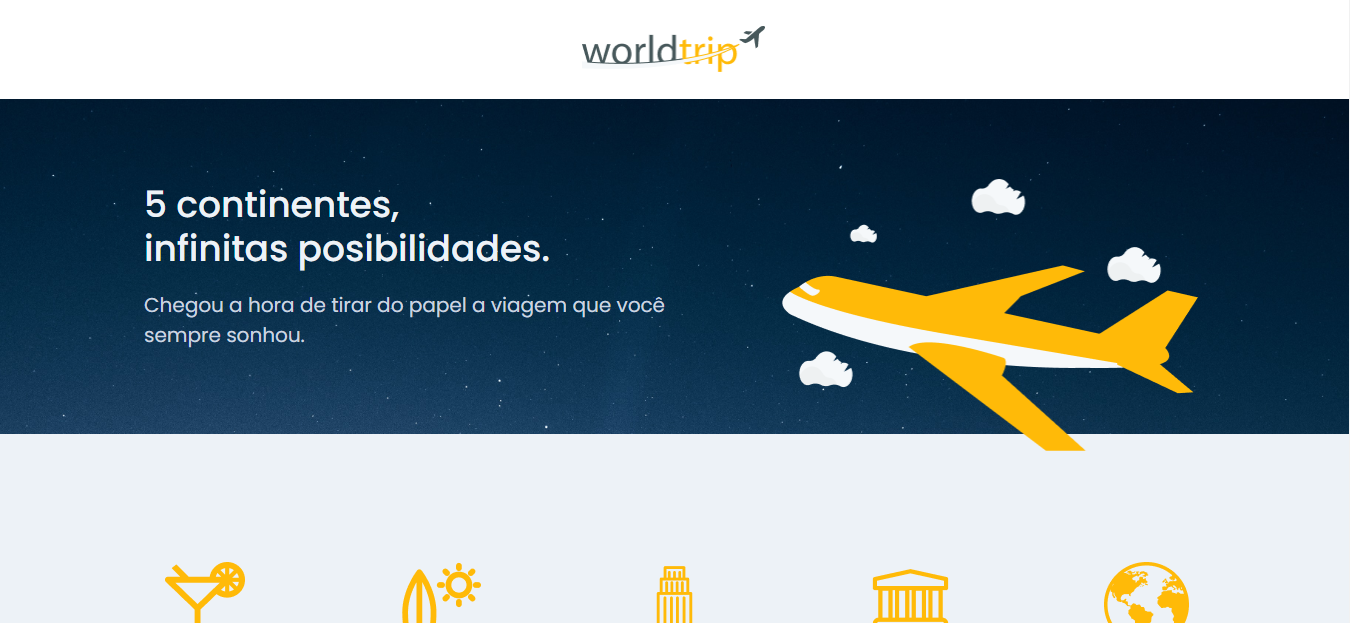 worldtrip
5 continentes,
infinitas posibilidades.
Chegou a hora de tirar do papel a viagem que você
sempre sonhou.